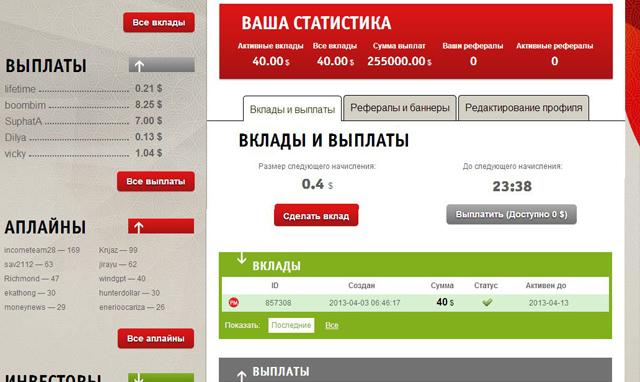 Все вклады
ВЫПЛАТЫ
lifetime 0.21 $
boombim 8.25 $
SuphatA 7.00 $
Dilya 0.13 $
vicky 1.04 $
Все выплаты
АПЛАЙНЫ
incometeam28 — 169 Knjaz — 99
sav2112 — 63 jirayu — 62
Richmond — 47 windgpt — 40
ekathong — 30 hunterdollar — 30
moneynews — 29 enerioocariza — 26
Все аплайны
ИНВЕСТОРЫ
ВАША СТАТИСТИКА
Активные вклады Все вклады Сумма выплат Ваши рефералы Активные рефералы
40.00 $ 40.00 $ 255000.00 $ 0 0
Вклады и выплаты Рефералы и баннеры Редактирование профиля
ВКЛАДЫ И ВЫПЛАТЫ
Размер следующего начисления: До следующего начисления:
0.4 $ 23:38
Сделать вклад Выплатить (Доступно 0 $)
ВКЛАДЫ
ID Создан Сумма Статус Активен до
PM 857308 2013-04-03 06:46:17 40 $ 2013-04-13
Показать: Последние Все
ВЫПЛАТЫ